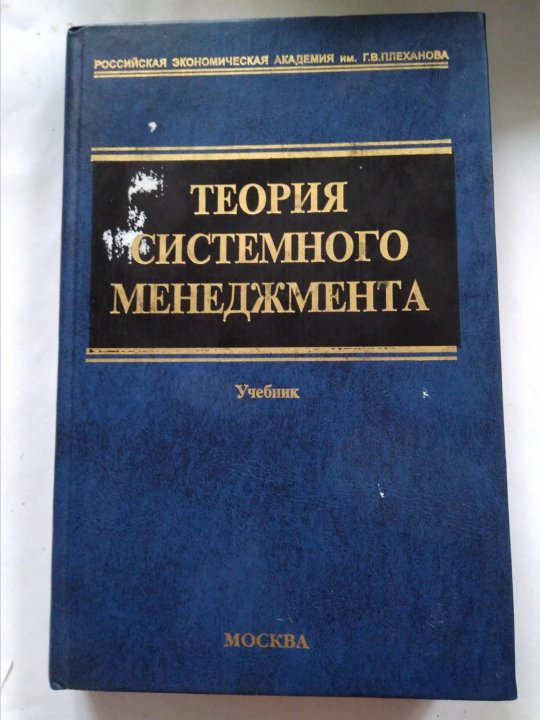 РОССИЙСКАЯ ЭКОНОМИЧЕСКАЯ АКАДЕМИЯ им. Г.В.ПЛЕХАНОВА
ТЕОРИЯ
СИСТЕМНОГО
МЕНЕДЖМЕНТА
Учебник
МОСКВА